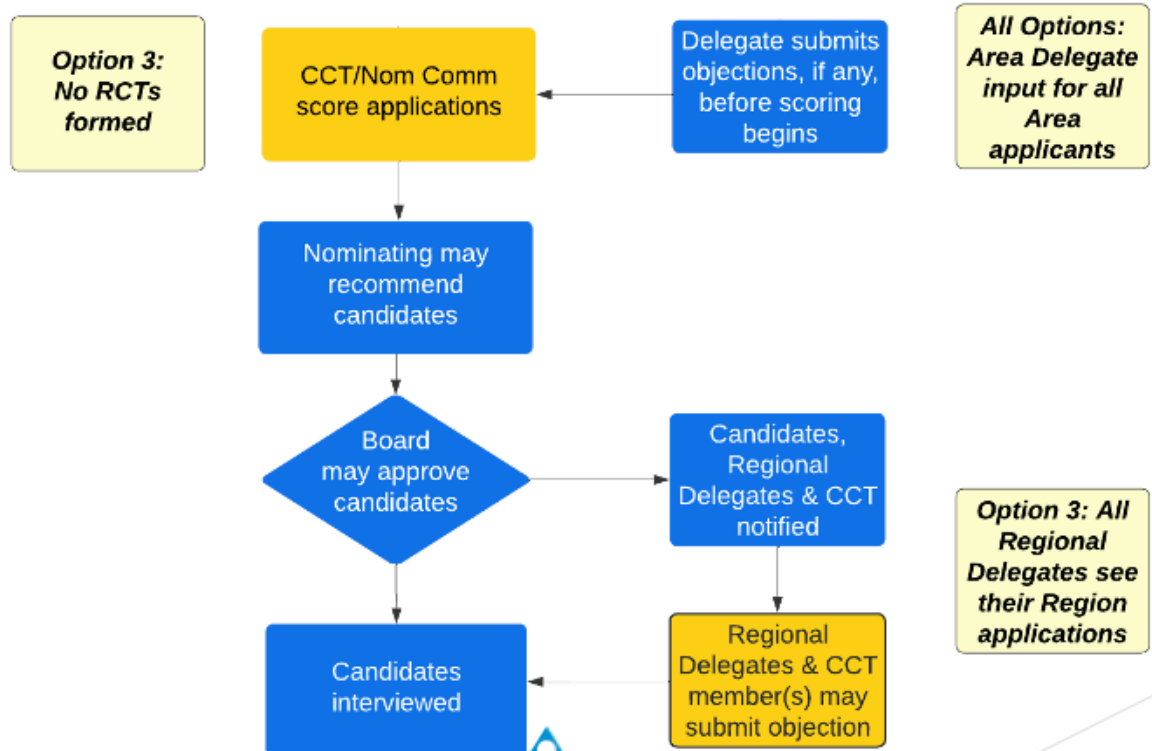 Option 3:
No RCTs
formed
CCT/Nom Comm
score applications
Delegate submits
objections, if any,
before scoring
begins
All Options:
Area Delegate
input for all
Area
applicants
Nominating may
recommend
candidates
Board
may approve
candidates
Candidates,
Regional
Delegates & CCT
notified
Option 3: All
Regional
Delegates see
their Region
applications
Candidates
interviewed
Regional
Delegates & CCT
member(s) may
submit objection